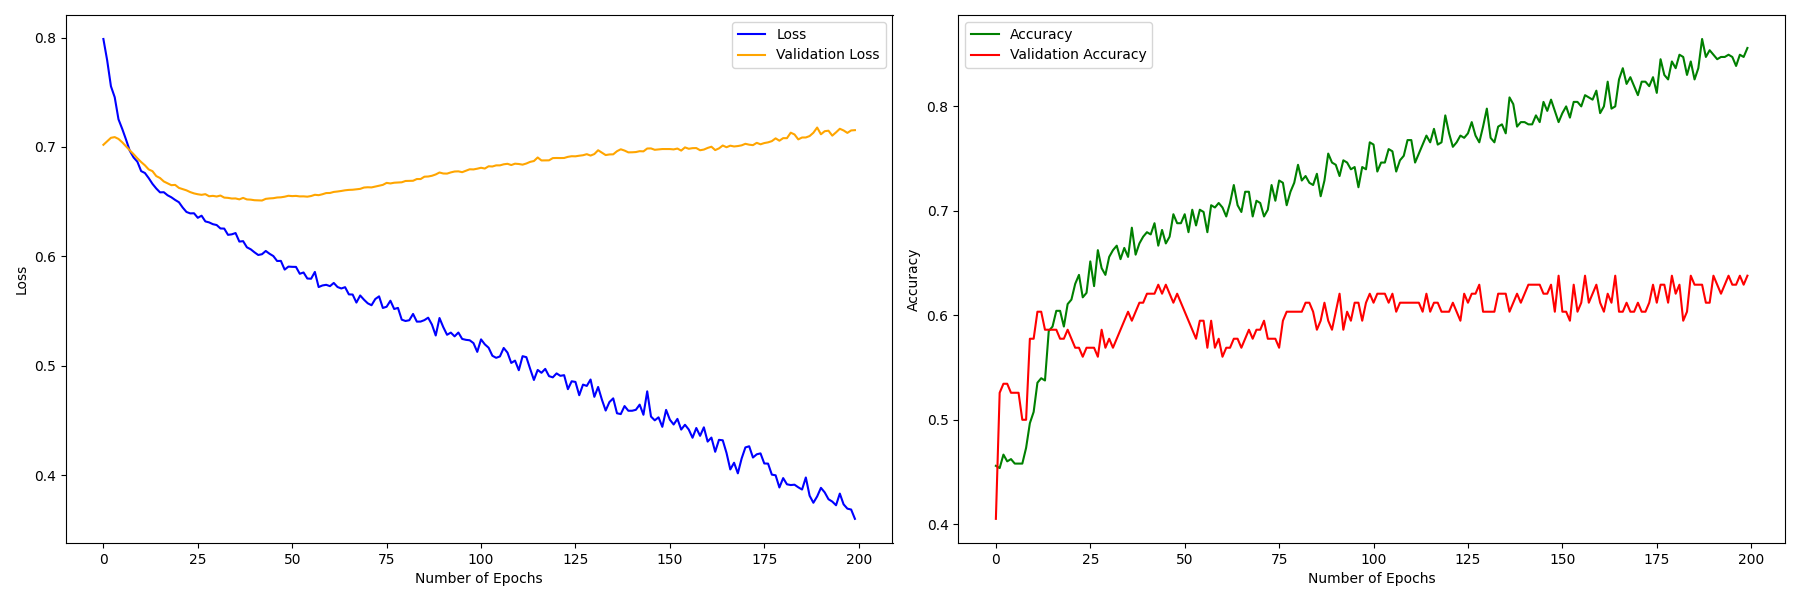 Loss
Validation Loss
0.8
0.7
0.6
0.5
0.4
Loss
0 25 50 75 100 125 150 175 200
Number of Epochs
Accuracy
Validation Accuracy
0.8
0.7
0.6
0.5
0.4
Accuracy
0 25 50 75 100 125 150 175 200
Number of Epochs